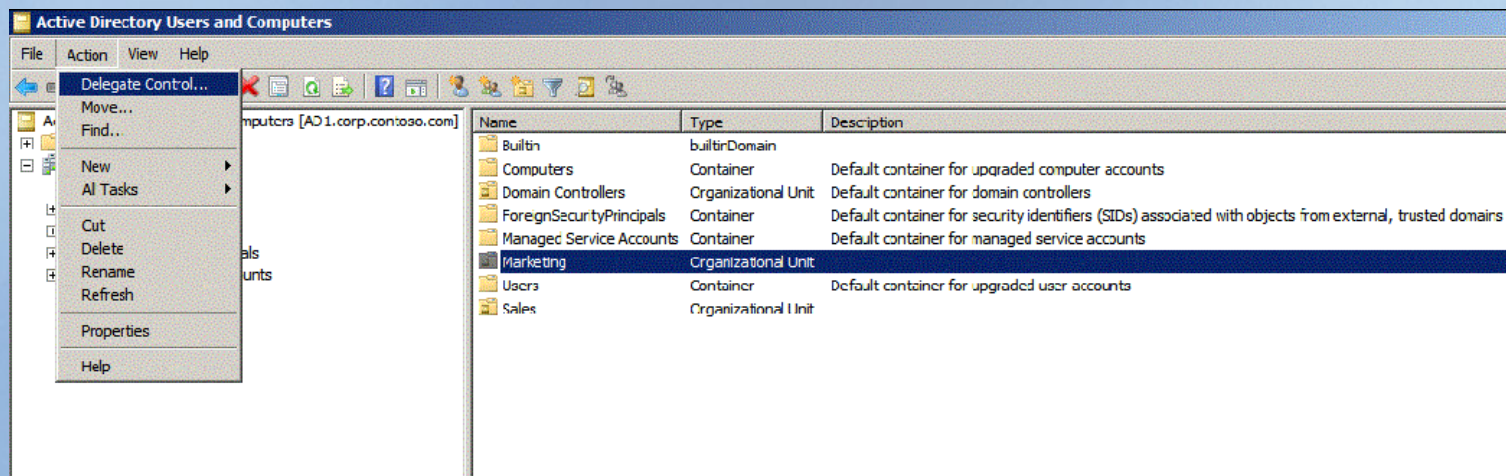 Active Directory Users and Computers
File Action View Help
Delegate Control...
Move...
Find...
New
All Tasks
Cut
Delete
Rename
Refresh
Properties
Help
mputers [AD1.corp.contoso.com]
als
unts
Name Type Description
Builtin builtinDomain
Computers Container Default container for upgraded computer accounts
Domain Controllers Organizational Unit Default container for domain controllers
ForeignSecurityPrincipals Container Default container for security identifiers (SIDs) associated with objects from external, trusted domains
Managed Service Accounts Container Default container for managed service accounts
Marketing Organizational Unit
Users Container Default container for upgraded user accounts
Sales Organizational Unit